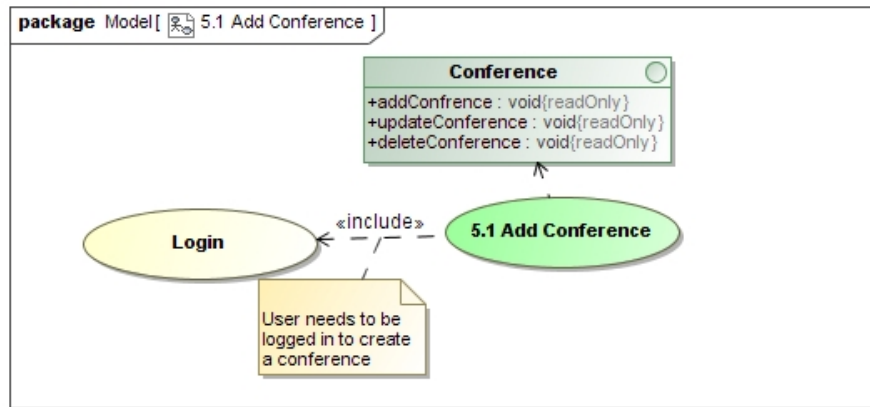 package Model[ 5.1 Add Conference ]
Conference
+addConfrence : void{readOnly}
+updateConference : void{readOnly}
+deleteConference : void{readOnly}
«include»
Login
5.1 Add Conference
User needs to be
logged in to create
a conference